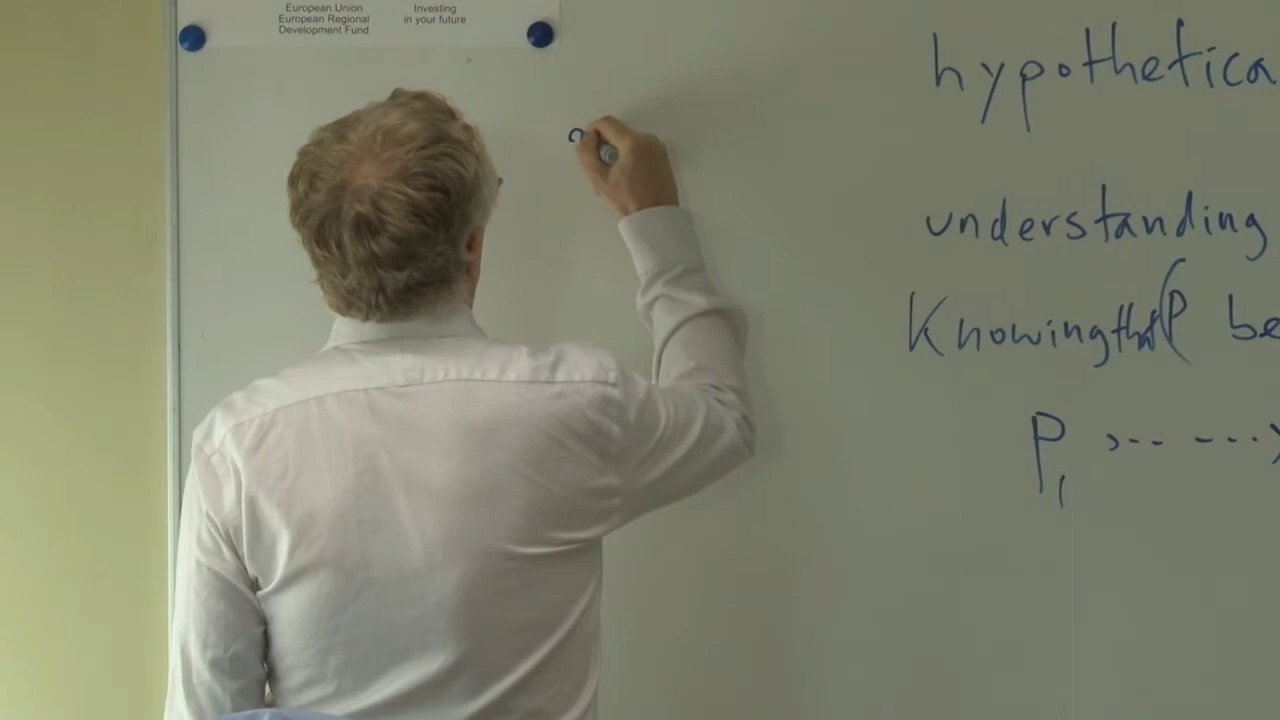 European Union
European Regional
Development Fund
Investing
in your future
hypothetica
understanding
Knowing that (P be
P₁ >-- ---->